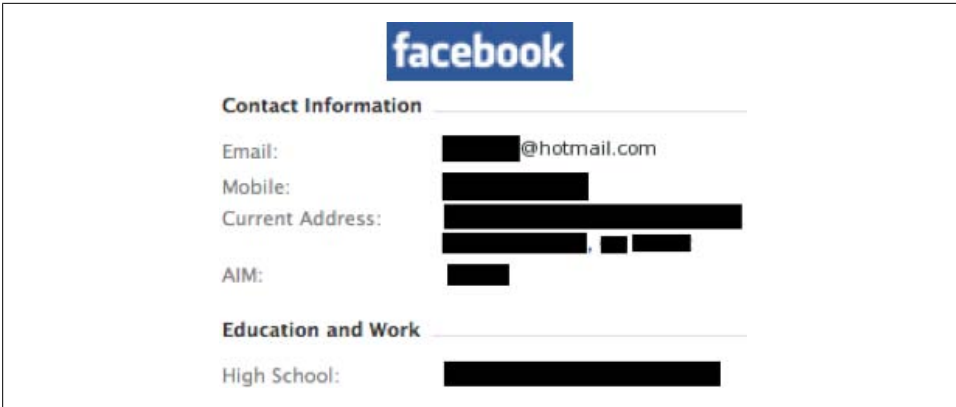 facebook
Contact Information
Email: @hotmail.com
Mobile:
Current Address:
,
AIM:
Education and Work
High School: